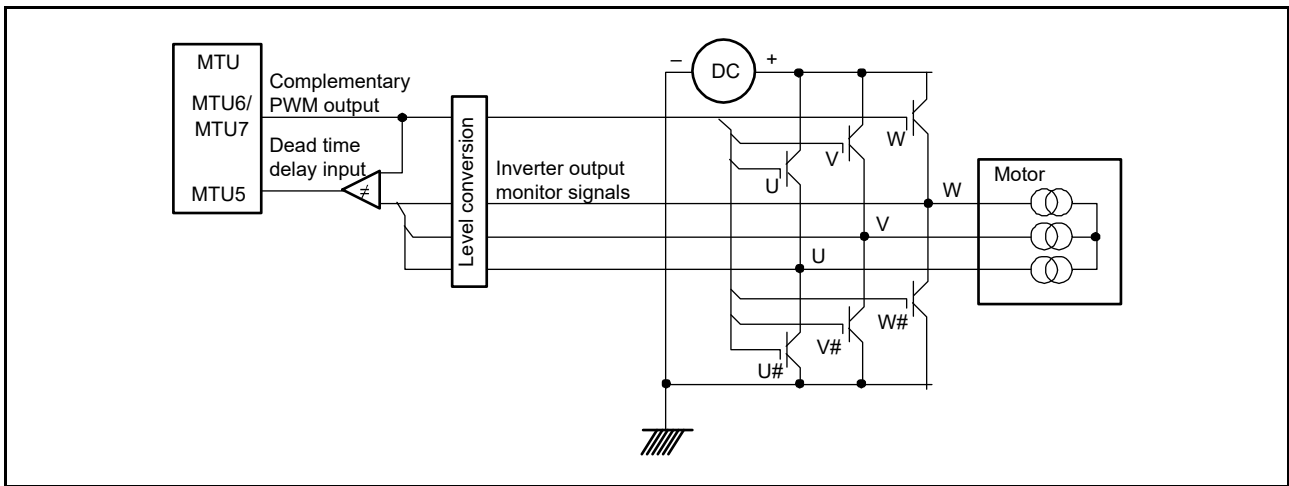 MTU
MTU6/
MTU7
MTU5
Complementary
PWM output
Dead time
delay input
≠
Level conversion
Inverter output
monitor signals
–
DC
+
W
V
U
W
V
U
W#
V#
U#
Motor